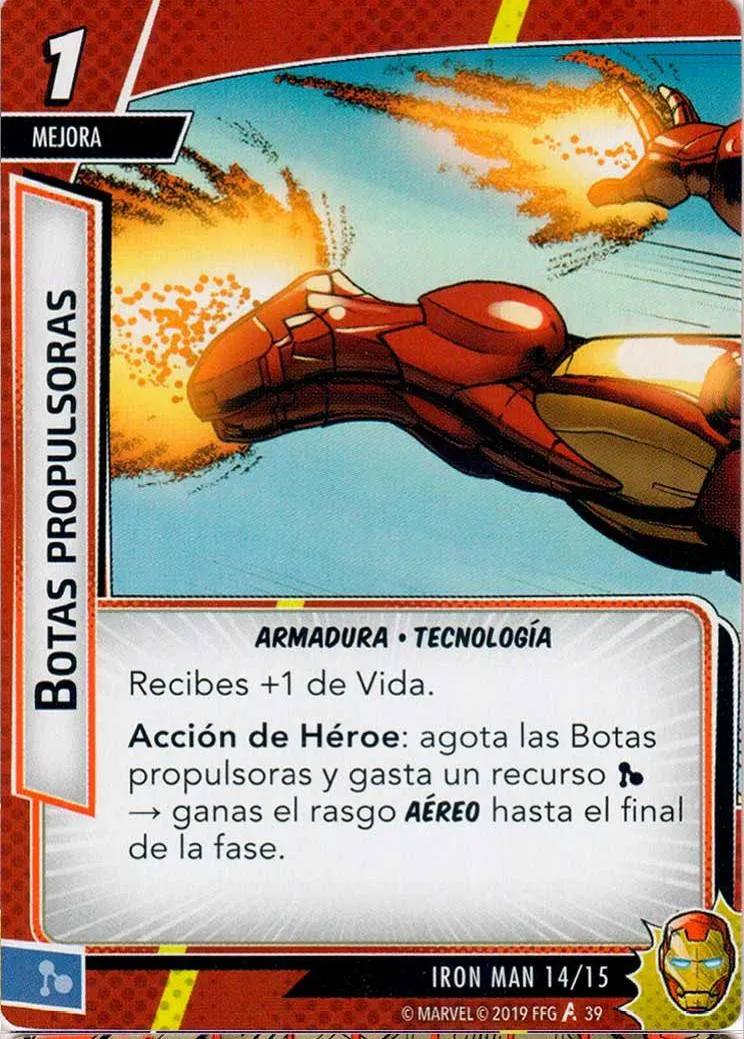 1
MEJORA
BOTAS PROPULSORAS
ARMADURA • TECNOLOGÍA
Recibes +1 de Vida.
Acción de Héroe: agota las Botas
propulsoras y gasta un recurso
→ ganas el rasgo AÉREO hasta el final
de la fase.
IRON MAN 14/15
© MARVEL © 2019 FFG 39